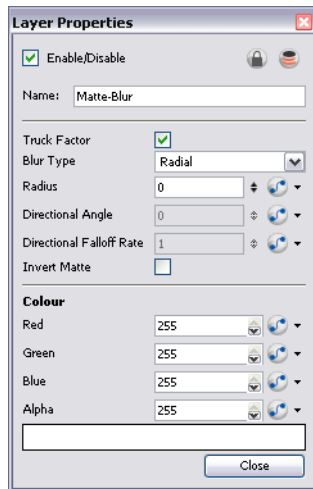 Layer Properties
Enable/Disable
Name: Matte-Blur
Truck Factor
Blur Type Radial
Radius 0
Directional Angle 0
Directional Falloff Rate 1
Invert Matte
Colour
Red 255
Green 255
Blue 255
Alpha 255
Close